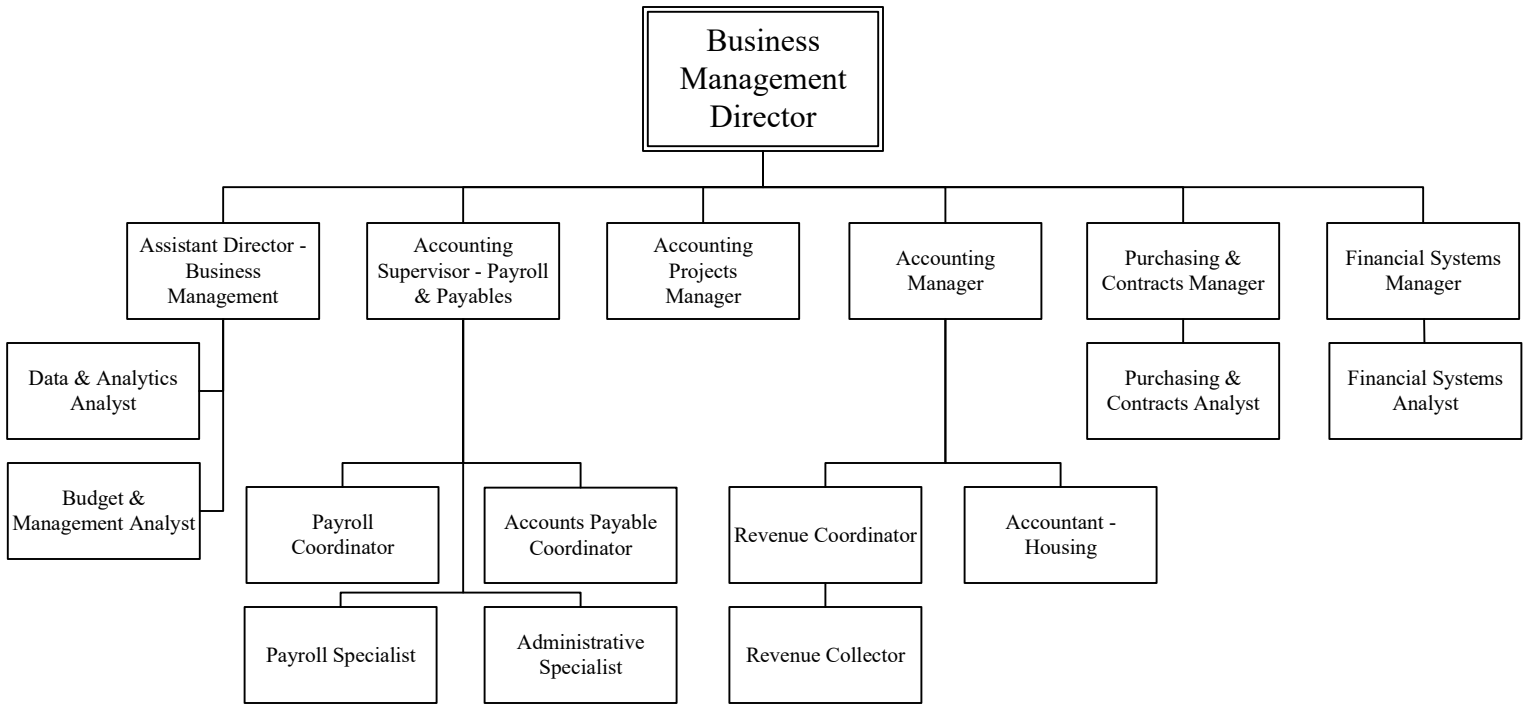 Business
Management
Director
Assistant Director -
Business
Management
Accounting
Supervisor - Payroll
& Payables
Accounting
Projects
Manager
Accounting
Manager
Purchasing &
Contracts Manager
Financial Systems
Manager
Data & Analytics
Analyst
Purchasing &
Contracts Analyst
Financial Systems
Analyst
Budget &
Management Analyst
Payroll
Coordinator
Accounts Payable
Coordinator
Revenue Coordinator
Accountant -
Housing
Payroll Specialist
Administrative
Specialist
Revenue Collector